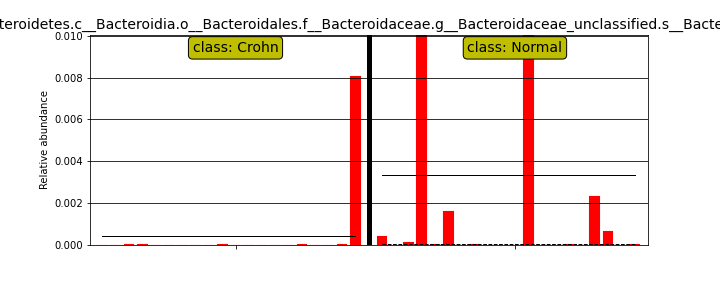 teroidetes.c__Bacteroidia.o__Bacteroidales.f__Bacteroidaceae.g__Bacteroidaceae_unclassified.s__Bacte
class: Crohn
class: Normal
0.010
0.008
0.006
0.004
0.002
0.000
Relative abundance